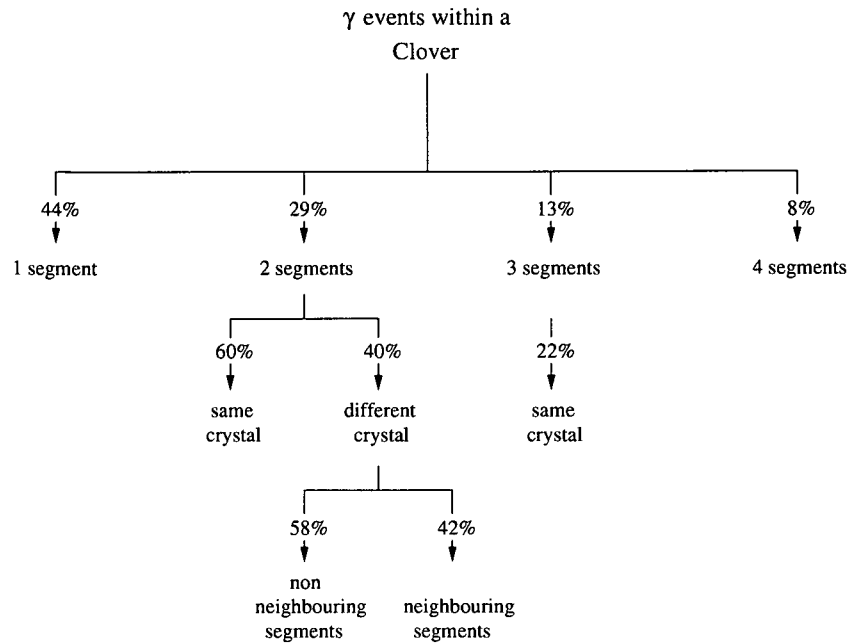 γ events within a
Clover
44% 29% 13% 8%
1 segment 2 segments 3 segments 4 segments
60% 40% 22%
same different same
crystal crystal crystal
58% 42%
non
neighbouring neighbouring
segments segments